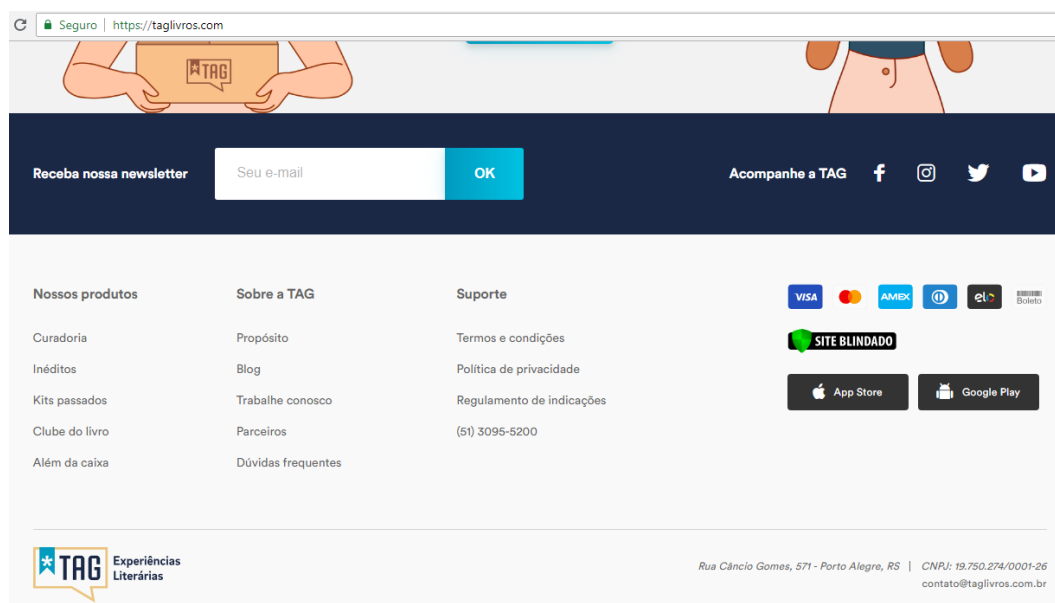 Seguro | https://taglivros.com
TAG
Receba nossa newsletter
Seu e-mail
OK
Acompanhe a TAG
Nossos produtos
Curadoria
Inéditos
Kits passados
Clube do livro
Além da caixa
Sobre a TAG
Propósito
Blog
Trabalhe conosco
Parceiros
Dúvidas frequentes
Suporte
Termos e condições
Política de privacidade
Regulamento de indicações
(51) 3095-5200
VISA
AMEX
elo
Boleto
SITE BLINDADO
App Store
Google Play
TAG
Experiências
Literárias
Rua Câncio Gomes, 571 - Porto Alegre, RS | CNPJ: 19.750.274/0001-26
contato@taglivros.com.br